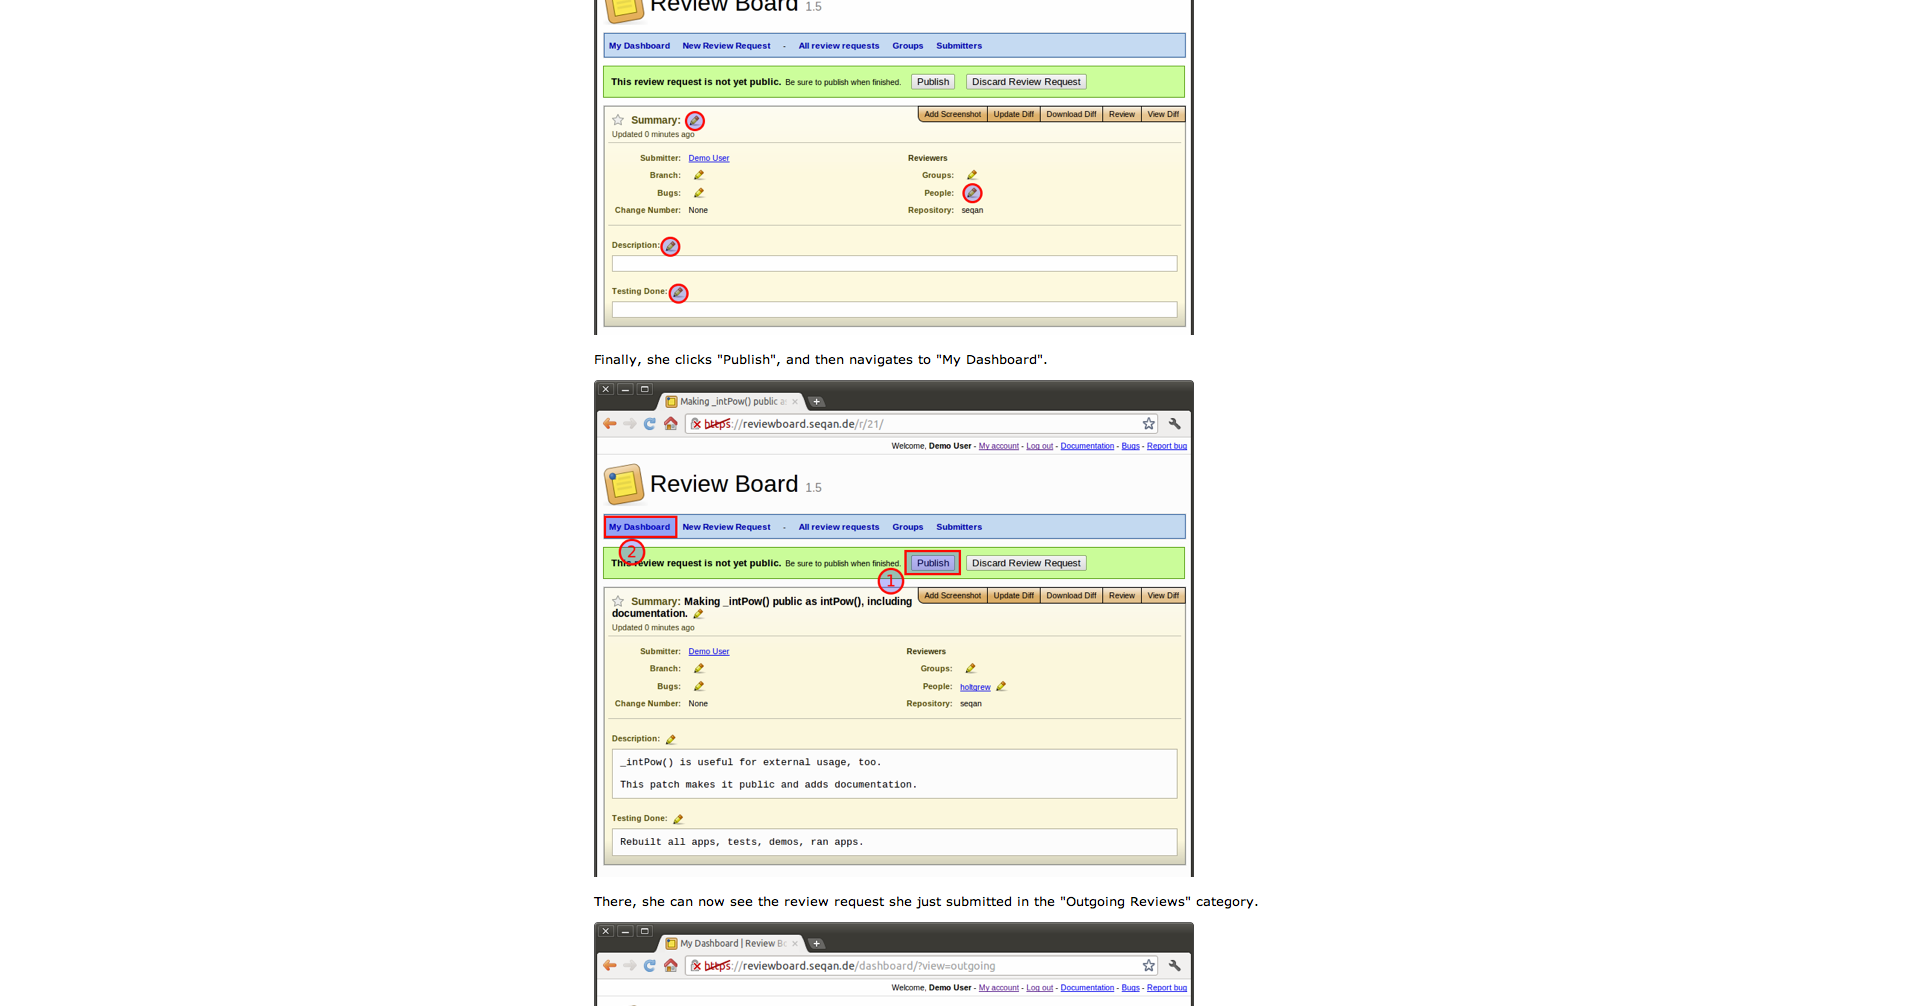 Review Board 1.5
My Dashboard New Review Request - All review requests Groups Submitters
This review request is not yet public. Be sure to publish when finished. Publish Discard Review Request
Add Screenshot Update Diff Download Diff Review View Diff
Summary:
Updated 0 minutes ago
Submitter: Demo User
Reviewers
Branch:
Groups:
Bugs:
People:
Change Number: None
Repository: seqan
Description:
Testing Done:
Finally, she clicks "Publish", and then navigates to "My Dashboard".
Making _intPow() public a
https://reviewboard.seqan.de/r/21/
Welcome, Demo User - My account - Log out - Documentation - Bugs - Report bug
Review Board 1.5
My Dashboard New Review Request - All review requests Groups Submitters
2
This review request is not yet public. Be sure to publish when finished. Publish Discard Review Request
1
Add Screenshot Update Diff Download Diff Review View Diff
Summary: Making _intPow() public as intPow(), including
documentation.
Updated 0 minutes ago
Submitter: Demo User
Reviewers
Branch:
Groups:
Bugs:
People: holtgrew
Change Number: None
Repository: seqan
Description:
_intPow() is useful for external usage, too.
This patch makes it public and adds documentation.
Testing Done:
Rebuilt all apps, tests, demos, ran apps.
There, she can now see the review request she just submitted in the "Outgoing Reviews" category.
My Dashboard | Review Bo
https://reviewboard.seqan.de/dashboard/?view=outgoing
Welcome, Demo User - My account - Log out - Documentation - Bugs - Report bug